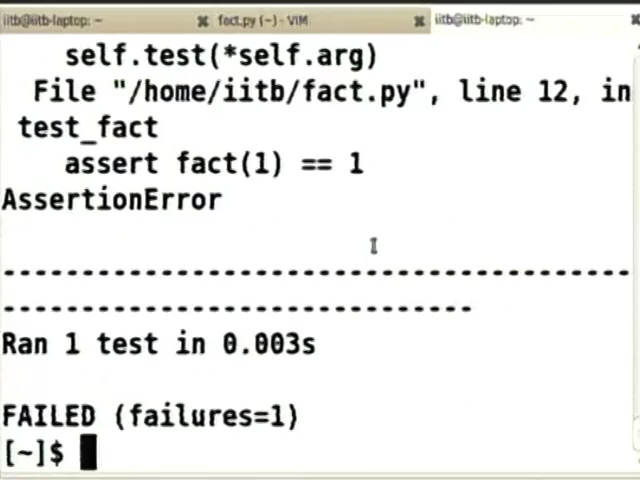 iitb@iitb-laptop: ~
fact.py (~) - VIM
iitb@iitb-laptop: ~
self.test(*self.arg)
File "/home/iitb/fact.py", line 12, in
test_fact
assert fact(1) == 1
AssertionError
----------------------------------------
------------------------------
Ran 1 test in 0.003s
FAILED (failures=1)
[~]$